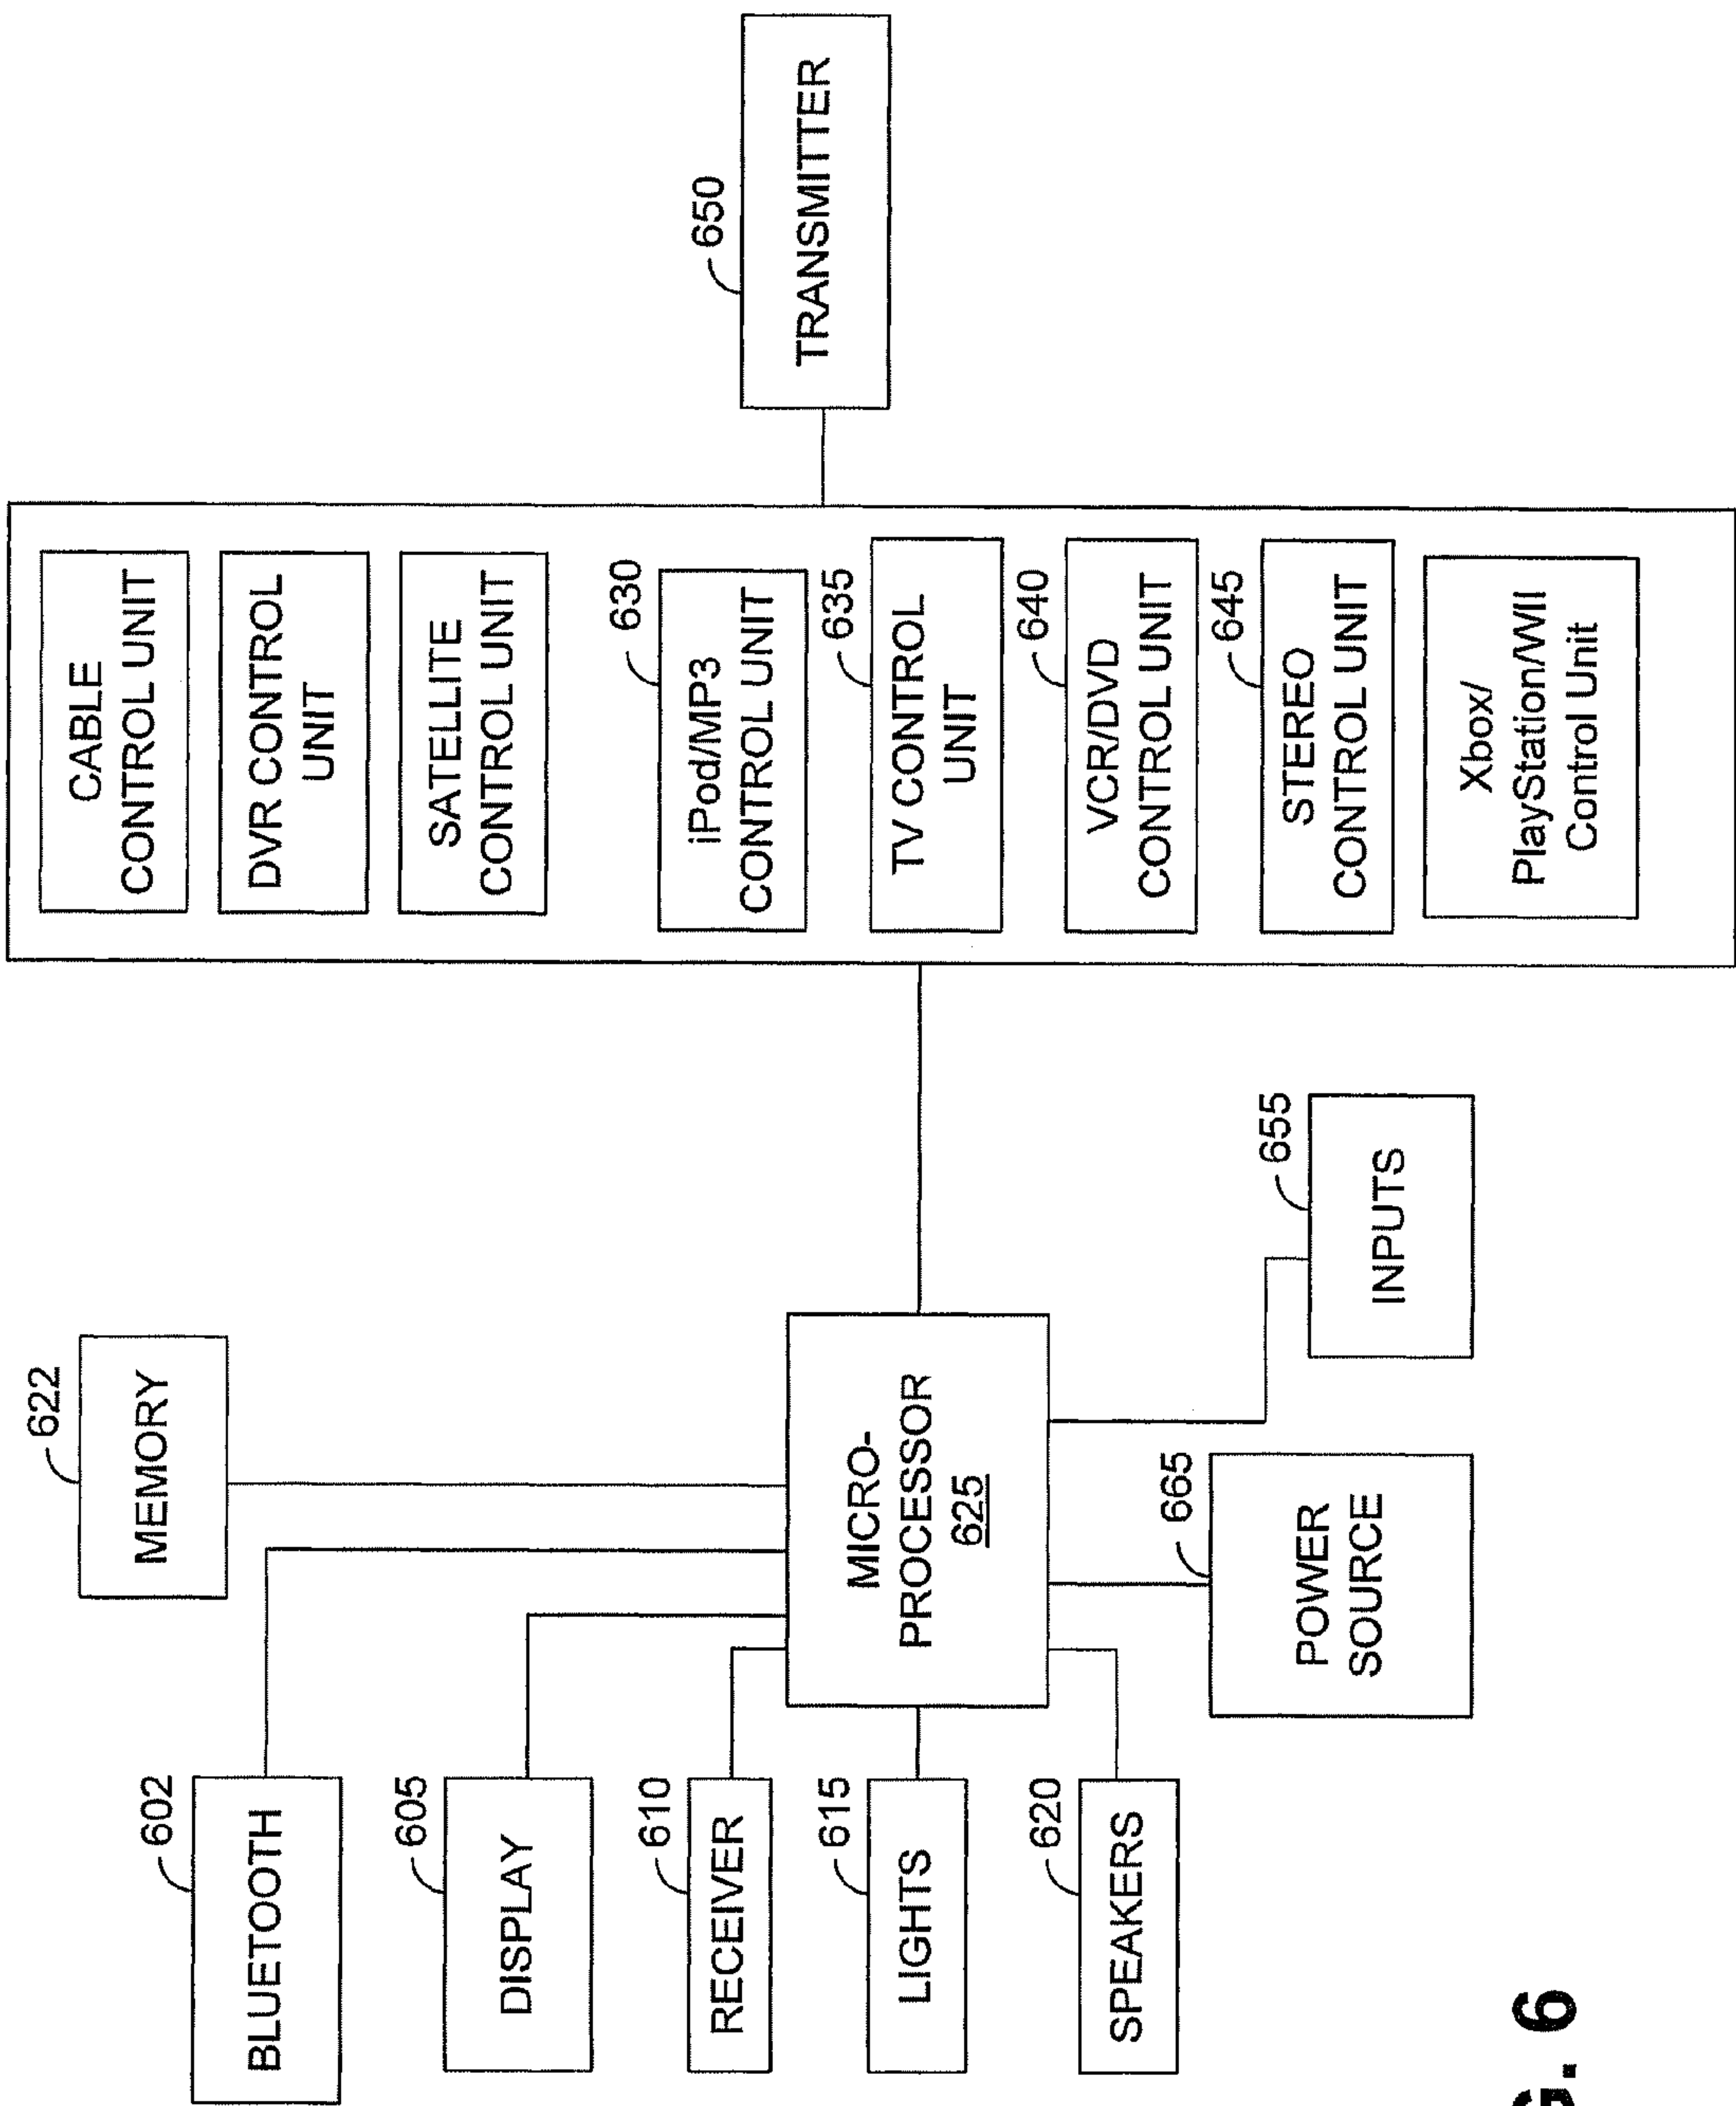 622
MEMORY
602
BLUETOOTH
605
DISPLAY
610
RECEIVER
615
LIGHTS
620
SPEAKERS
MICRO-
PROCESSOR
625
665
POWER
SOURCE
655
INPUTS
CABLE
CONTROL UNIT
DVR CONTROL
UNIT
SATELLITE
CONTROL UNIT
630
iPod/MP3
CONTROL UNIT
635
TV CONTROL
UNIT
640
VCR/DVD
CONTROL UNIT
645
STEREO
CONTROL UNIT
Xbox/
PlayStation/WII
Control Unit
650
TRANSMITTER
G. 6